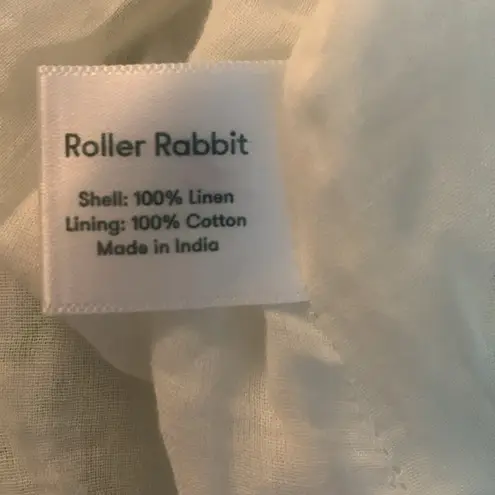 Roller Rabbit
Shell: 100% Linen
Lining: 100% Cotton
Made in India